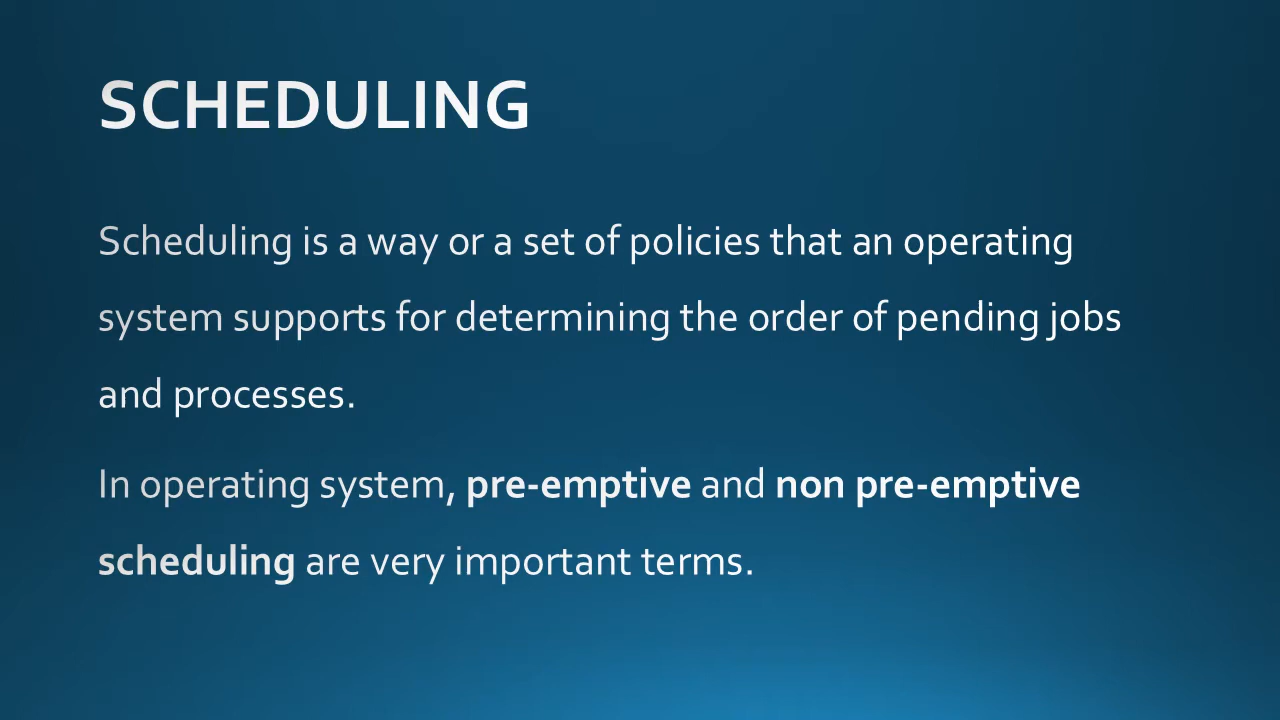 SCHEDULING
Scheduling is a way or a set of policies that an operating
system supports for determining the order of pending jobs
and processes.
In operating system, pre-emptive and non pre-emptive
scheduling are very important terms.